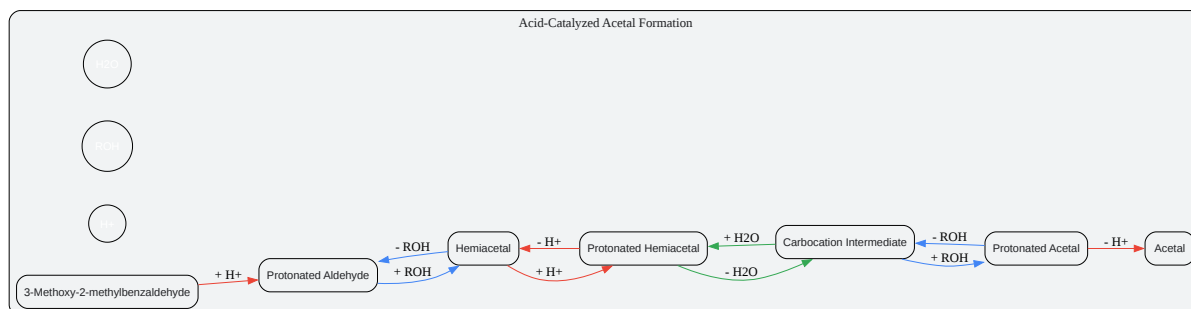 Acid-Catalyzed Acetal Formation
H2O
ROH
H+
- ROH
Hemiacetal
- H+
Protonated Hemiacetal
+ H2O
Carbocation Intermediate
- ROH
Protonated Acetal
- H+
Acetal
3-Methoxy-2-methylbenzaldehyde
+ H+
Protonated Aldehyde
+ ROH
+ H+
- H2O
+ ROH